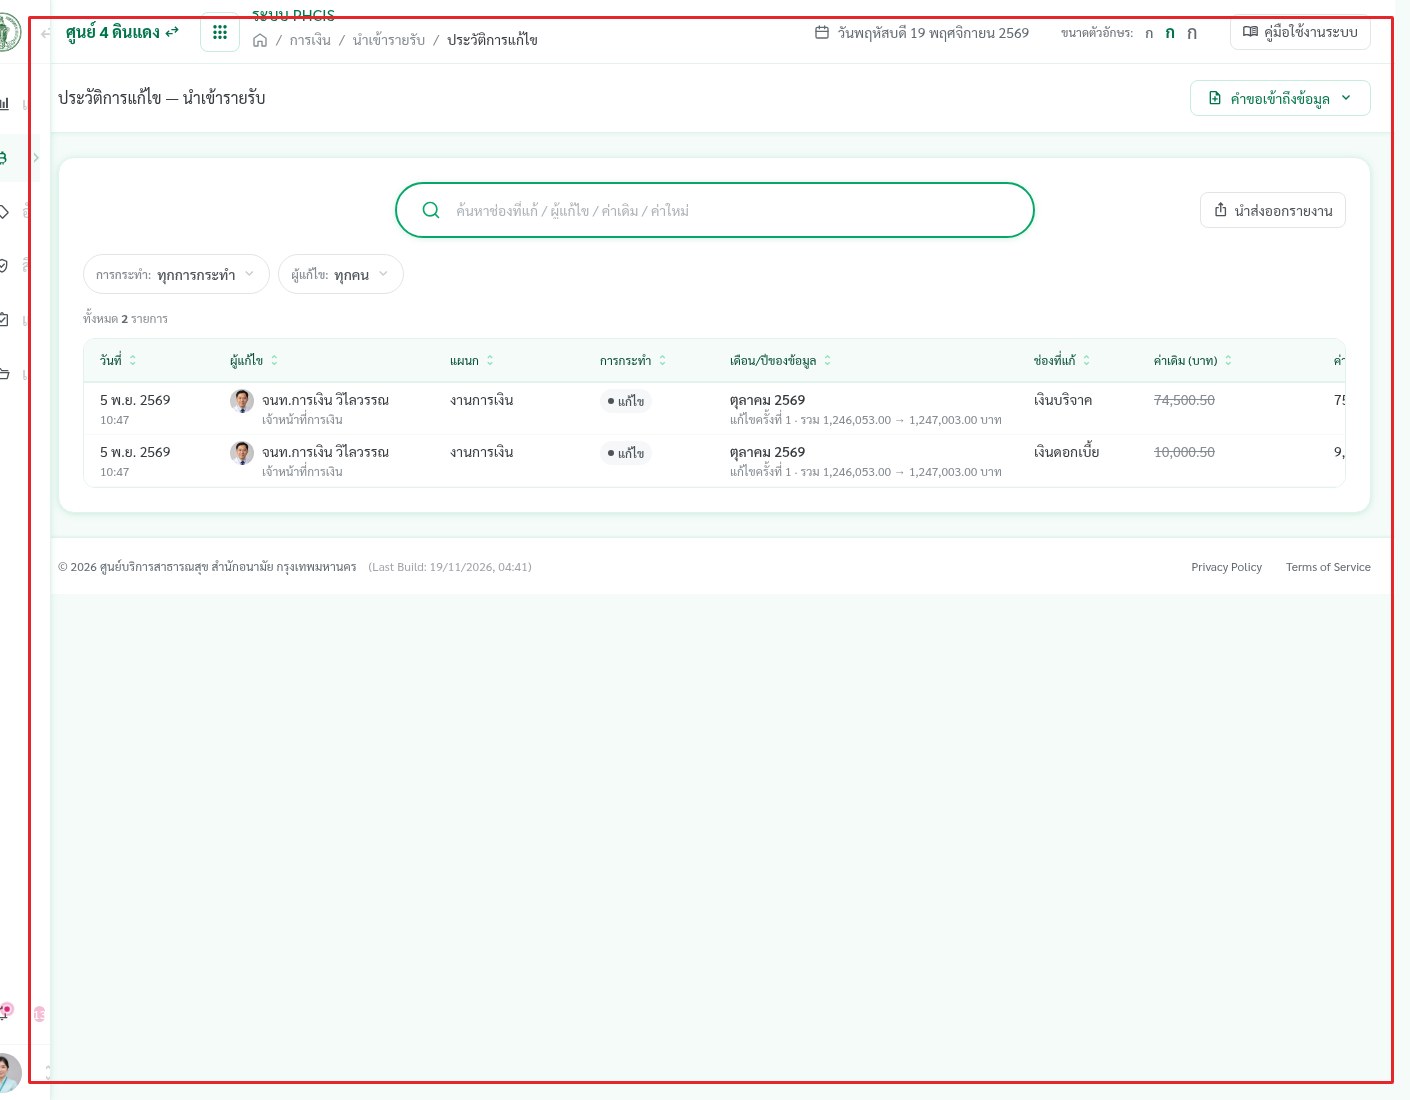 ระบบ PHCIS
ศูนย์ 4 ดินแดง
/ การเงิน / นำเข้ารายรับ / ประวัติการแก้ไข
วันพฤหัสบดี 19 พฤศจิกายน 2569
ขนาดตัวอักษร: ก ก ก
คู่มือใช้งานระบบ
ประวัติการแก้ไข — นำเข้ารายรับ
คำขอเข้าถึงข้อมูล
ค้นหาช่องที่แก้ / ผู้แก้ไข / ค่าเดิม / ค่าใหม่
นำส่งออกรายงาน
การกระทำ: ทุกการกระทำ
ผู้แก้ไข: ทุกคน
ทั้งหมด 2 รายการ
วันที่ ผู้แก้ไข แผนก การกระทำ เดือน/ปีของข้อมูล ช่องที่แก้ ค่าเดิม (บาท) ค่า
5 พ.ย. 2569 จนท.การเงิน วิไลวรรณ งานการเงิน แก้ไข ตุลาคม 2569 เงินบริจาค 74,500.50 75
10:47 เจ้าหน้าที่การเงิน แก้ไขครั้งที่ 1 · รวม 1,246,053.00 → 1,247,003.00 บาท
5 พ.ย. 2569 จนท.การเงิน วิไลวรรณ งานการเงิน แก้ไข ตุลาคม 2569 เงินดอกเบี้ย 10,000.50 9,
10:47 เจ้าหน้าที่การเงิน แก้ไขครั้งที่ 1 · รวม 1,246,053.00 → 1,247,003.00 บาท
© 2026 ศูนย์บริการสาธารณสุข สำนักอนามัย กรุงเทพมหานคร (Last Build: 19/11/2026, 04:41)
Privacy Policy Terms of Service